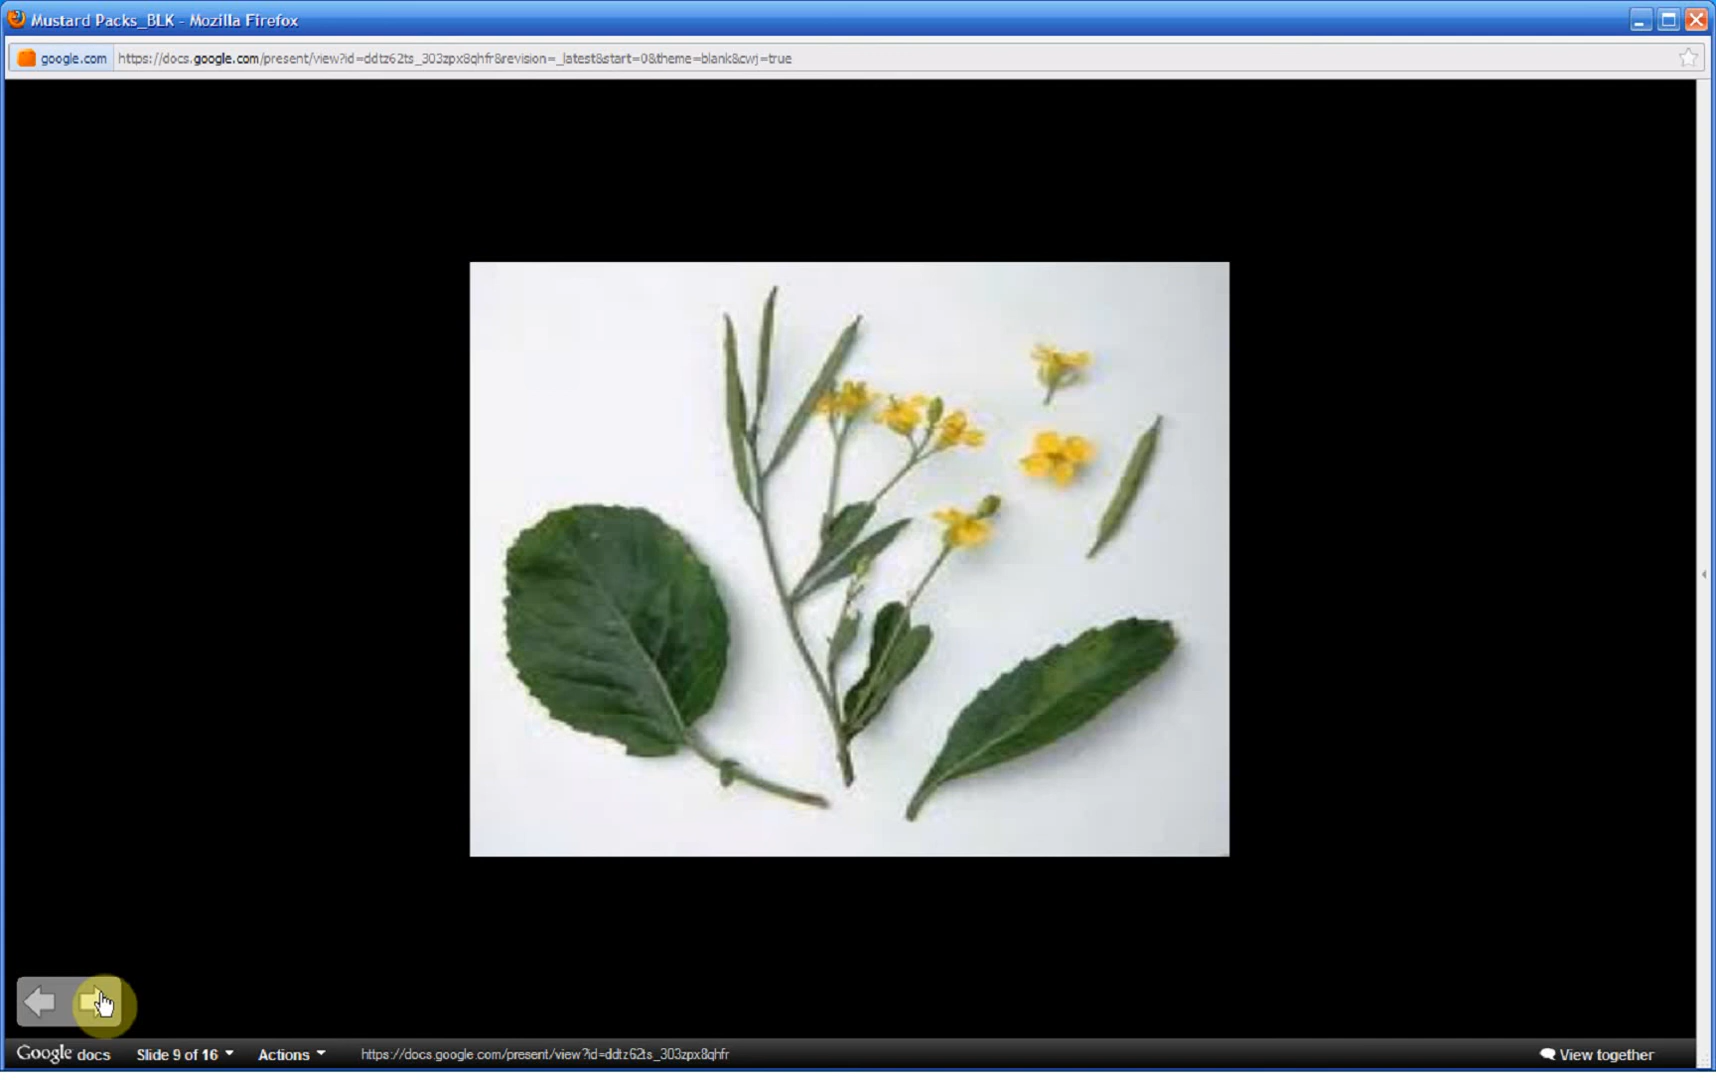 Mustard Packs_BLK - Mozilla Firefox
google.com https://docs.google.com/present/view?id=ddtz62ts_303zpx8qhfr&revision=_latest&start=0&theme=blank&cwj=true
Google docs Slide 9 of 16 Actions https://docs.google.com/present/view?id=ddtz62ts_303zpx8qhfr View together